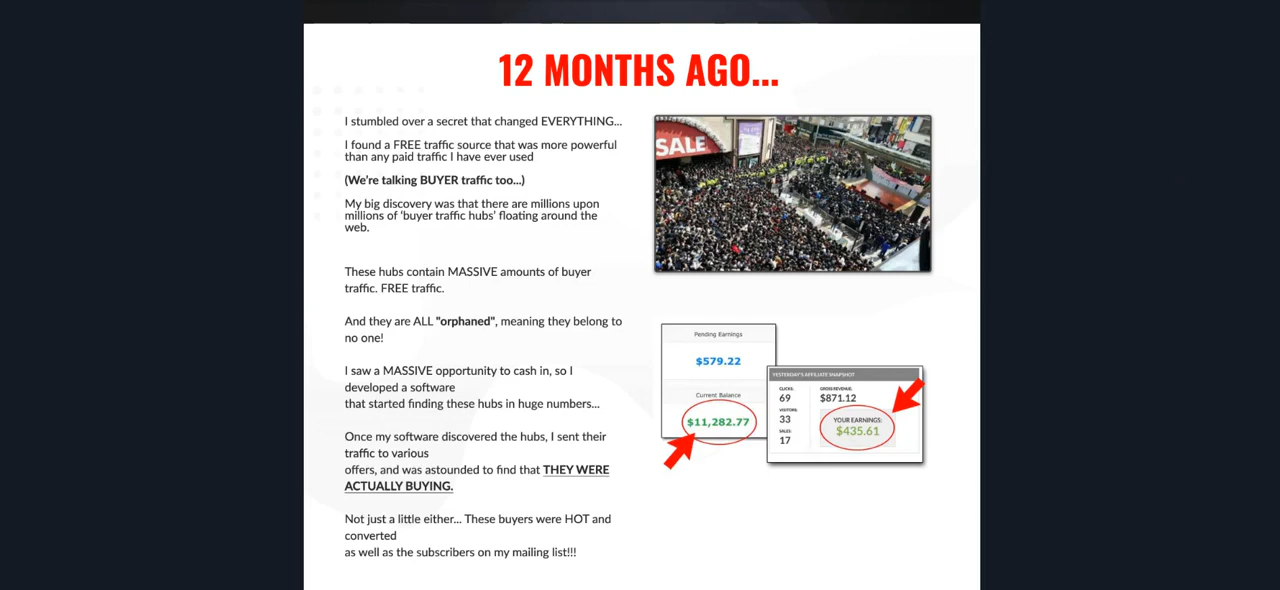 12 MONTHS AGO...
I stumbled over a secret that changed EVERYTHING...
I found a FREE traffic source that was more powerful
than any paid traffic I have ever used
(We're talking BUYER traffic too...)
My big discovery was that there are millions upon
millions of 'buyer traffic hubs' floating around the
web.
These hubs contain MASSIVE amounts of buyer
traffic. FREE traffic.
And they are ALL "orphaned", meaning they belong to
no one!
I saw a MASSIVE opportunity to cash in, so I
developed a software
that started finding these hubs in huge numbers...
Once my software discovered the hubs, I sent their
traffic to various
offers, and was astounded to find that THEY WERE
ACTUALLY BUYING.
Not just a little either... These buyers were HOT and
converted
as well as the subscribers on my mailing list!!!
SALE
Pending Earnings
$579.22
Current Balance
$11,282.77
YESTERDAY'S AFFILIATE SNAPSHOT
CLICKS:
69
VISITORS:
33
SALES:
17
GROSS REVENUE:
$871.12
YOUR EARNINGS:
$435.61